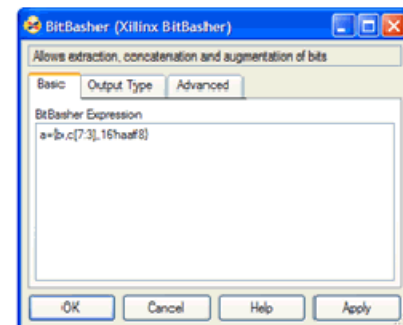 BitBasher (Xilinx BitBasher)
Allows extraction, concatenation and augmentation of bits
Basic Output Type Advanced
BitBasher Expression
a={b,c[7:3],16'haaf8}
OK Cancel Help Apply